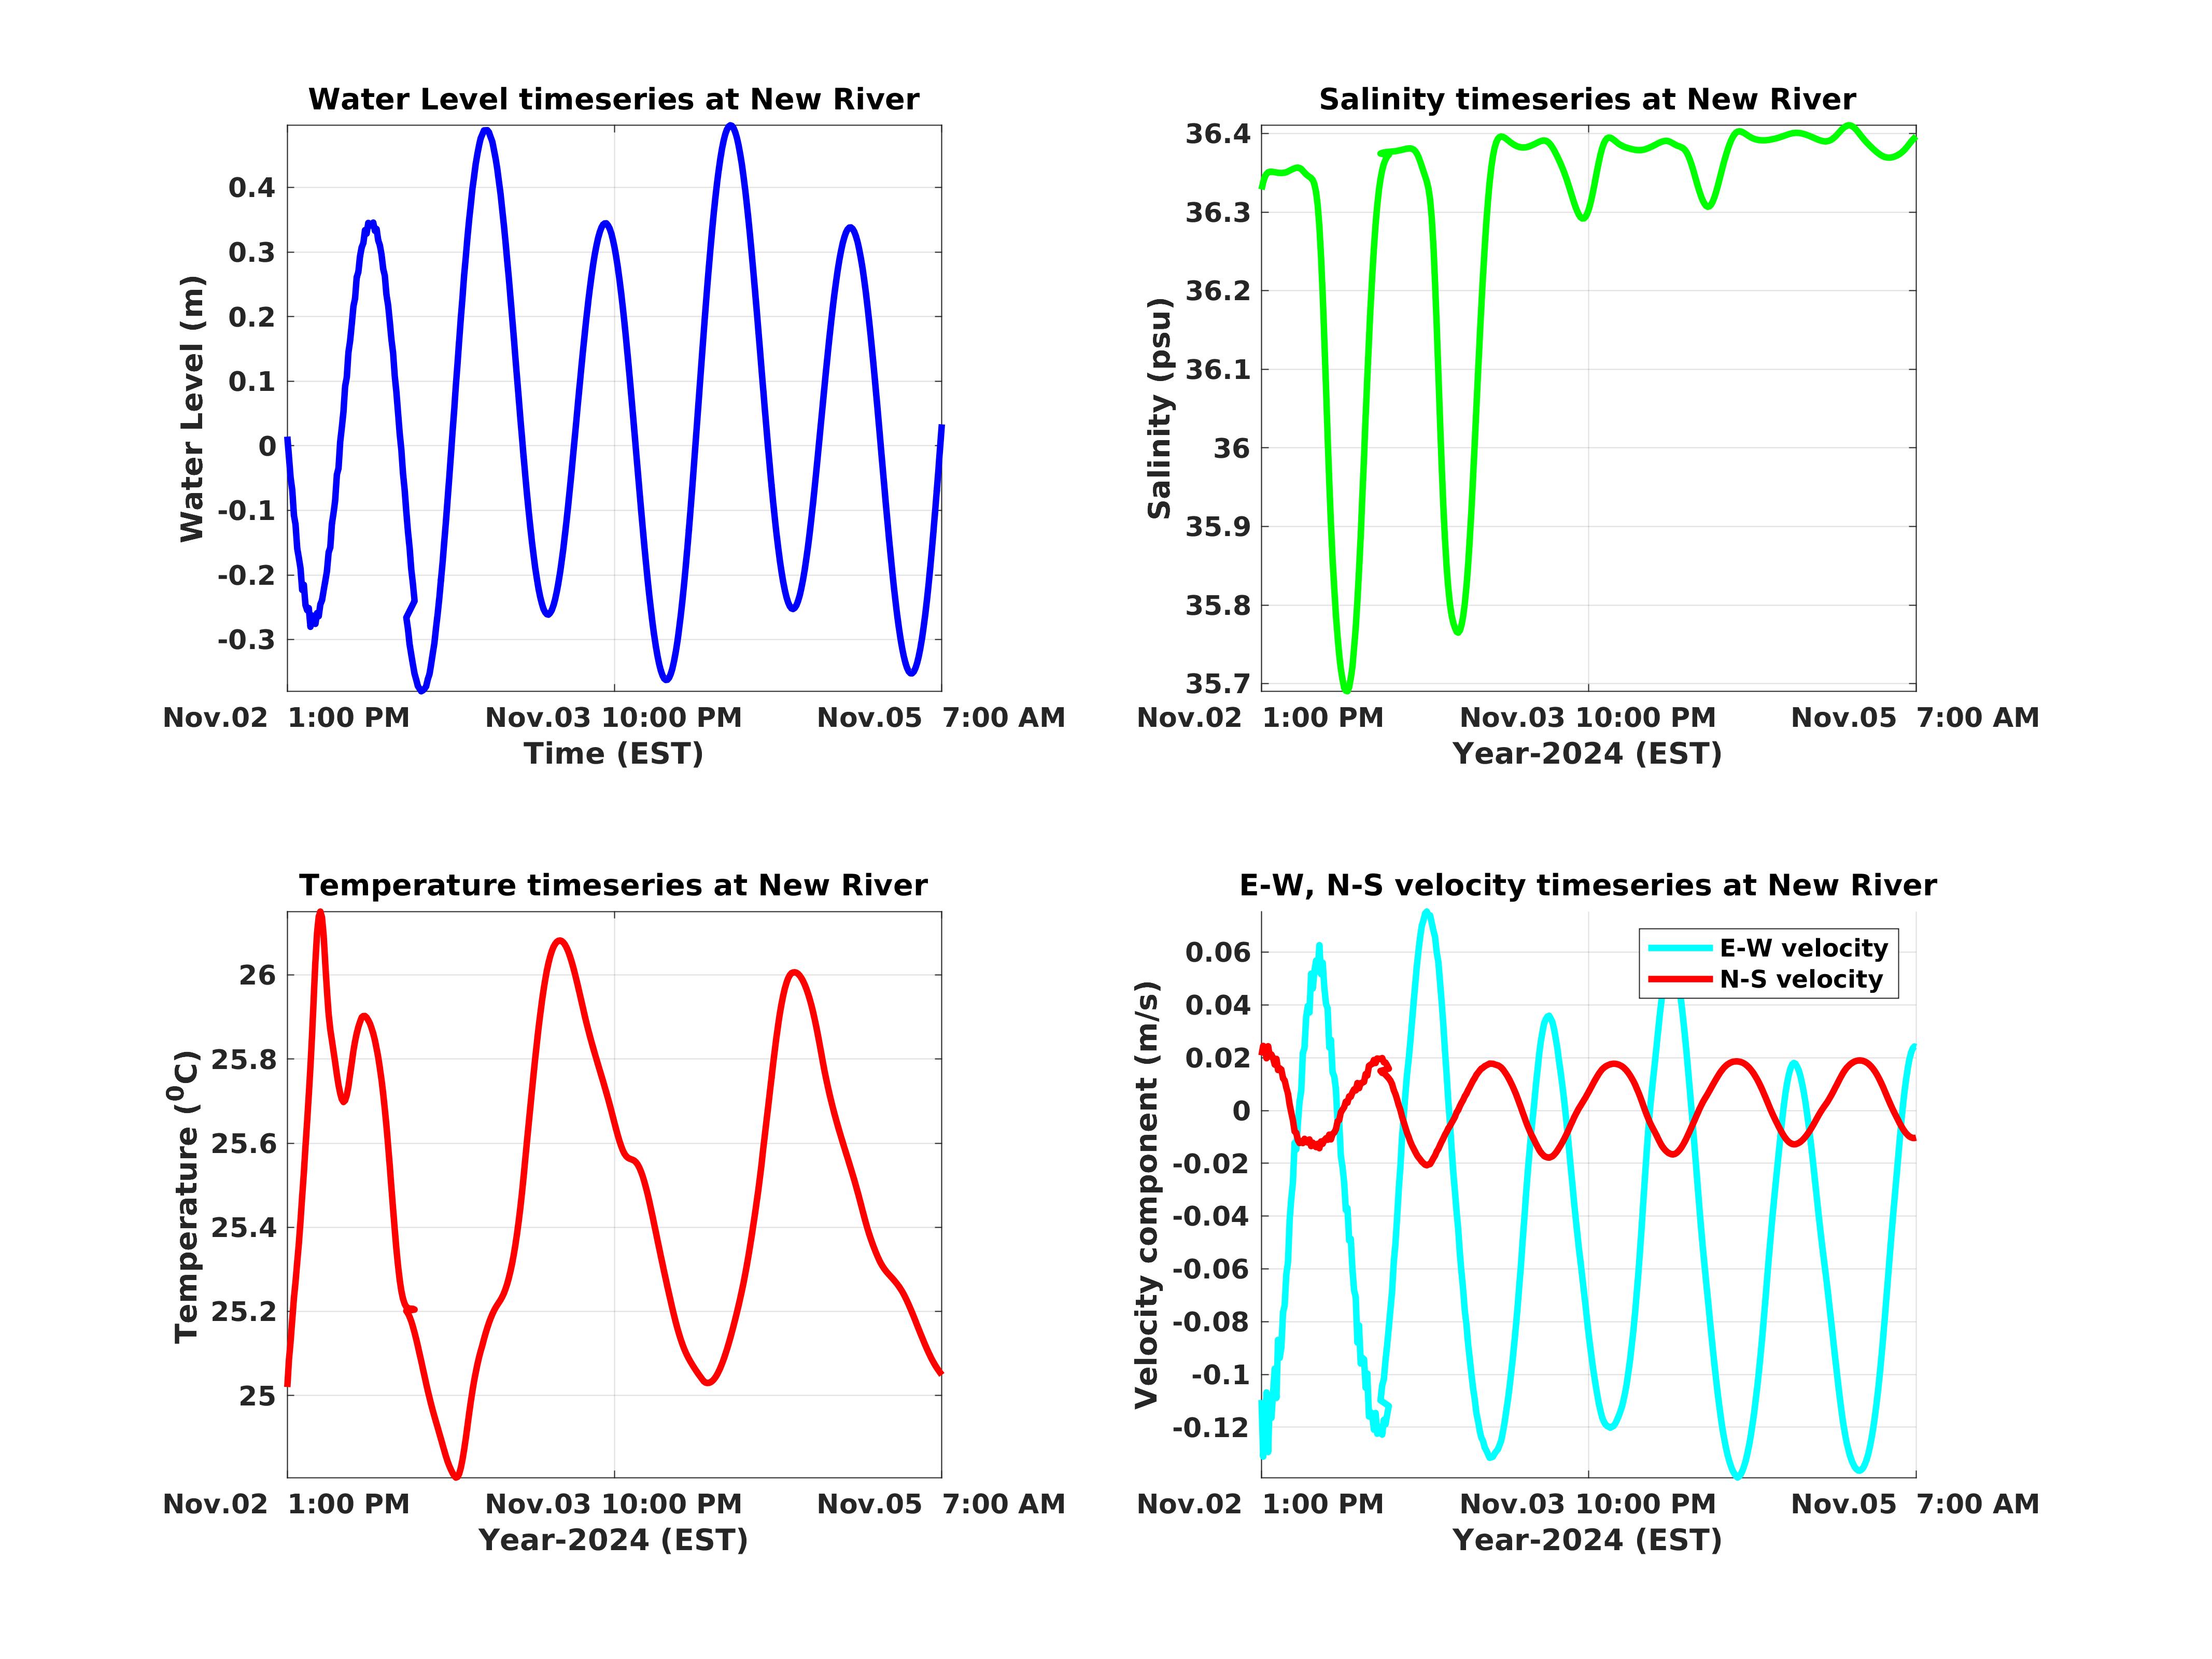 Water Level timeseries at New River
Water Level (m)
0.4
0.3
0.2
0.1
0
-0.1
-0.2
-0.3
Nov.02 1:00 PM
Nov.03 10:00 PM
Nov.05 7:00 AM
Time (EST)
Salinity timeseries at New River
Salinity (psu)
36.4
36.3
36.2
36.1
36
35.9
35.8
35.7
Nov.02 1:00 PM
Nov.03 10:00 PM
Nov.05 7:00 AM
Year-2024 (EST)
Temperature timeseries at New River
Temperature (⁰C)
26
25.8
25.6
25.4
25.2
25
Nov.02 1:00 PM
Nov.03 10:00 PM
Nov.05 7:00 AM
Year-2024 (EST)
E-W, N-S velocity timeseries at New River
Velocity component (m/s)
0.06
0.04
0.02
0
-0.02
-0.04
-0.06
-0.08
-0.1
-0.12
E-W velocity
N-S velocity
Nov.02 1:00 PM
Nov.03 10:00 PM
Nov.05 7:00 AM
Year-2024 (EST)